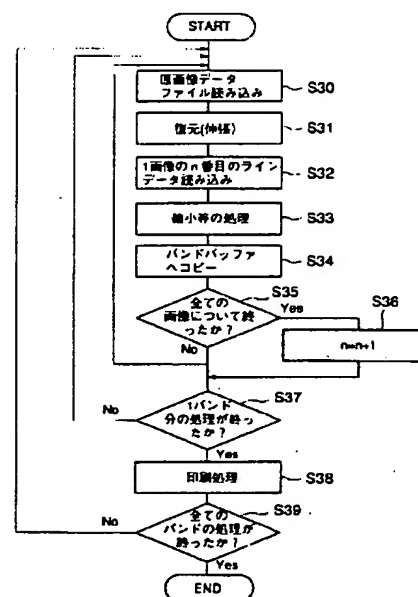 START
原画像データ
ファイル読み込み
S30
復元(伸張)
S31
1画像のn番目のライン
データ読み込み
S32
縮小等の処理
S33
バンドバッファ
へコピー
S34
全ての
画像について終
ったか?
S35
Yes
No
S36
n=n+1
1バンド
分の処理が終っ
たか?
S37
No
Yes
印刷処理
S38
全ての
バンドの処理が
終ったか?
S39
No
Yes
END